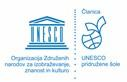 Članica
UNESCO
Organizacija Združenih
narodov za izobraževanje,
znanost in kulturo
UNESCO
pridružene šole